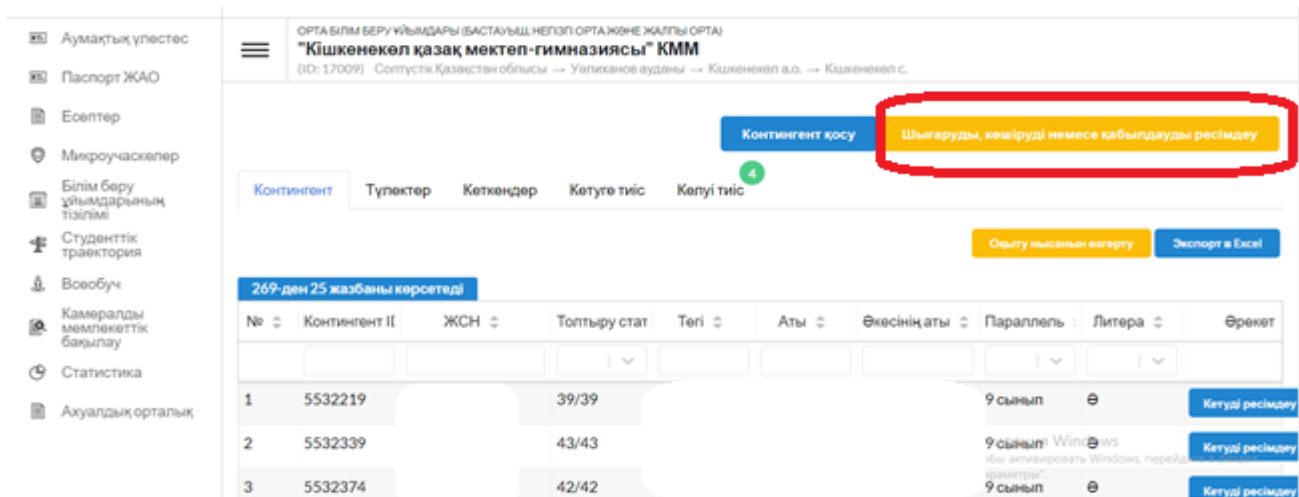 Аумақтық үлестес
Паспорт ЖАО
Есептер
Микроучаскелер
Білім беру ұйымдарының тізілімі
Студенттік траектория
Всеобуч
Камералды мемлекеттік бақылау
Статистика
Ахуалдық орталық
ОРТА БІЛІМ БЕРУ ҰЙЫМДАРЫ (БАСТАУЫШ, НЕГІЗГІ ОРТА ЖӘНЕ ЖАЛПЫ ОРТА)
"Кішкенекөл қазақ мектеп-гимназиясы" КММ
(ID: 17009) Солтүстік Қазақстан облысы → Уәлиханов ауданы → Кішкенекөл а.о. → Кішкенекөл с.
Контингент қосу
Шығаруды, көшіруді немесе қабылдауды ресімдеу
Контингент Түлектер Кеткендер Кетуге тиіс Келуі тиіс 4
Оқыту нысанын өзгерту Экспорт в Excel
269-ден 25 жазбаны көрсетеді
№ Контингент ID ЖСН Толтыру стат Тегі Аты Әкесінің аты Параллель Литера Әрекет
1 5532219 39/39 9 сынып Ә Кетуді ресімдеу
2 5532339 43/43 9 сынып Ә Кетуді ресімдеу
3 5532374 42/42 9 сынып Ә Кетуді ресімдеу